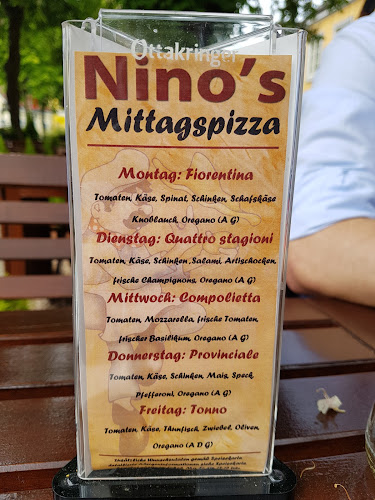 Ottakringer
Nino's
Mittagspizza
Montag: Fiorentina
Tomaten, Käse, Spinat, Schinken, Schafskäse
Knoblauch, Oregano (A G)
Dienstag: Quattro stagioni
Tomaten, Käse, Schinken ,Salami, Artischocken,
frische Champignons, Oregano (A G)
Mittwoch: Compolietta
Tomaten, Mozzarella, frische Tomaten,
frischer Basilikum, Oregano (A G)
Donnerstag: Provinciale
Tomaten, Käse, Schinken, Mais, Speck,
Pfefferoni, Oregano (A G)
Freitag: Tonno
Tomaten, Käse, Thunfisch, Zwiebel, Oliven,
Oregano (A D G)